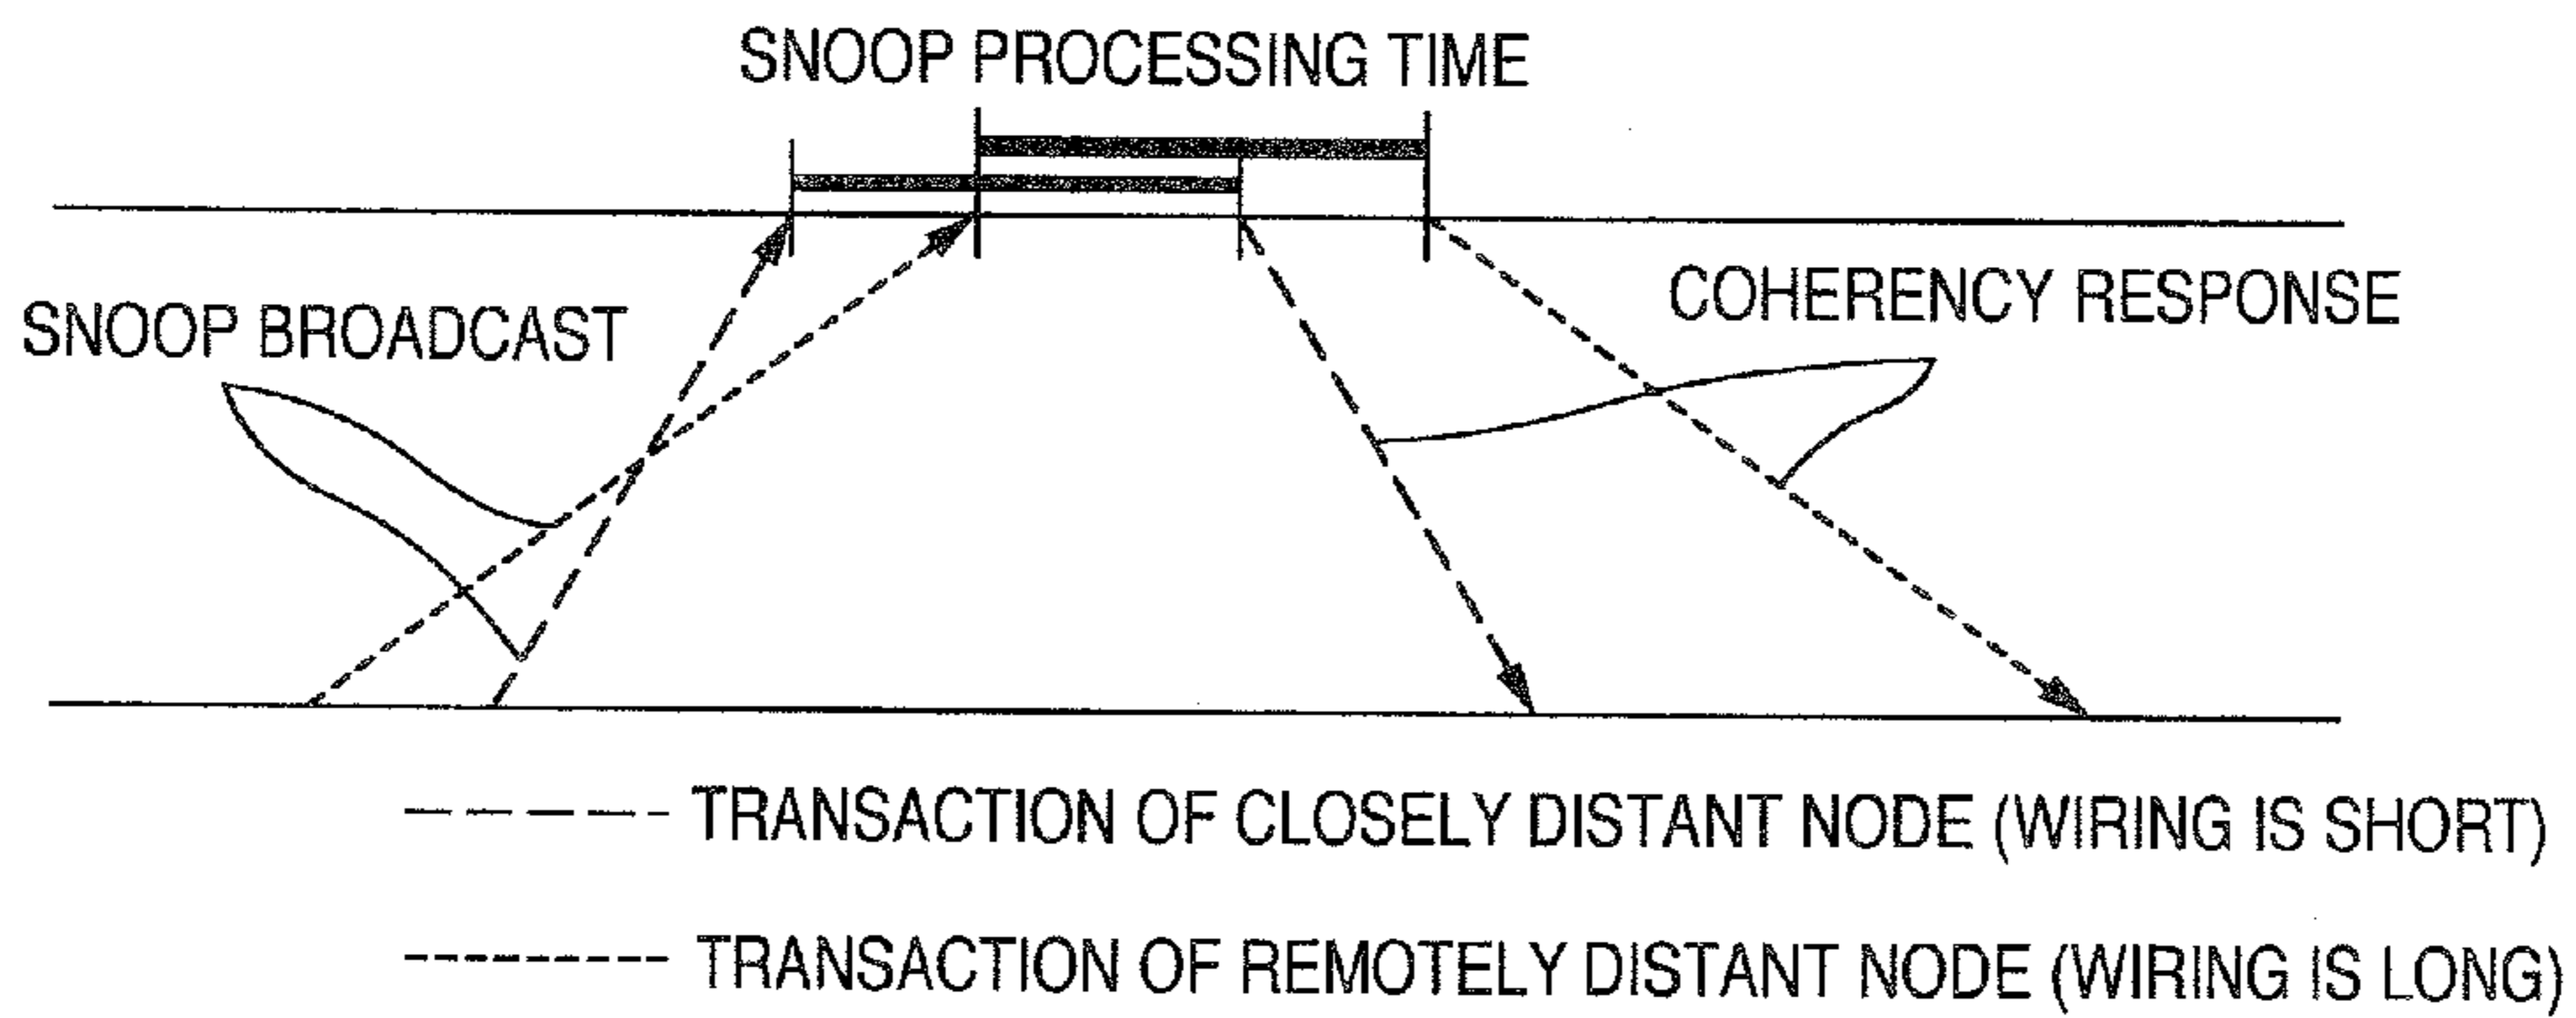 SNOOP PROCESSING TIME
SNOOP BROADCAST
COHERENCY RESPONSE
TRANSACTION OF CLOSELY DISTANT NODE (WIRING IS SHORT)
TRANSACTION OF REMOTELY DISTANT NODE (WIRING IS LONG)